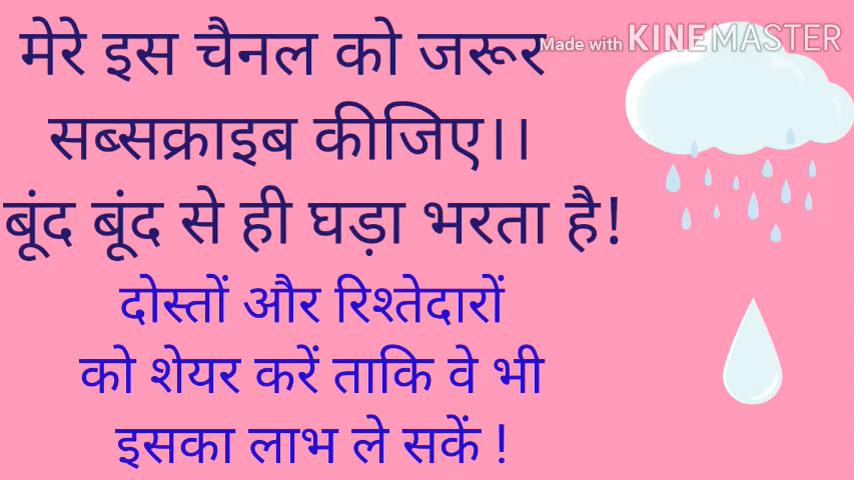 मेरे इस चैनल को जरूर
Made with KINEMASTER
सब्सक्राइब कीजिए।।
बूंद बूंद से ही घड़ा भरता है!
दोस्तों और रिश्तेदारों
को शेयर करें ताकि वे भी
इसका लाभ ले सकें !